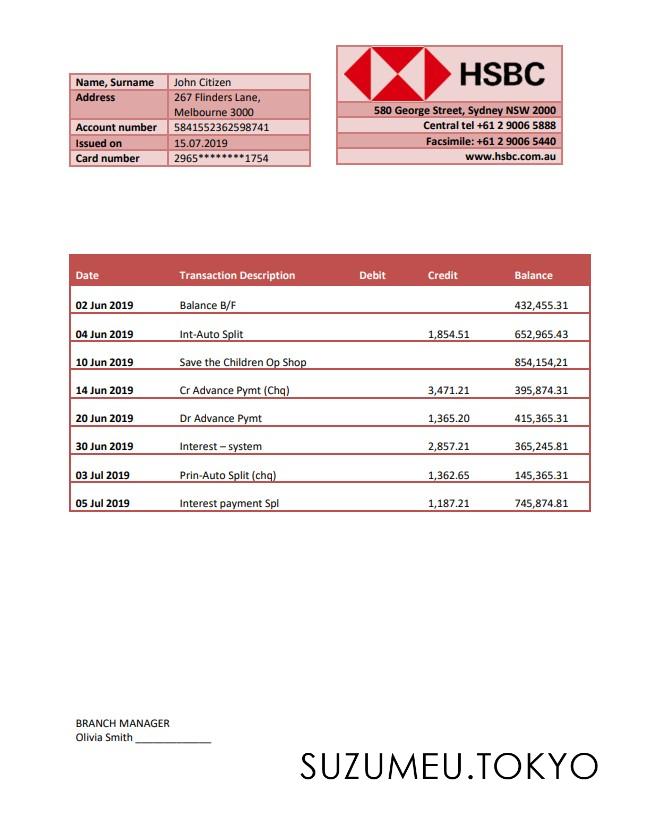 HSBC
Name, Surname John Citizen
Address 267 Flinders Lane,
Melbourne 3000
Account number 5841552362598741
Issued on 15.07.2019
Card number 2965********1754
580 George Street, Sydney NSW 2000
Central tel +61 2 9006 5888
Facsimile: +61 2 9006 5440
www.hsbc.com.au
Date Transaction Description Debit Credit Balance
02 Jun 2019 Balance B/F 432,455.31
04 Jun 2019 Int-Auto Split 1,854.51 652,965.43
10 Jun 2019 Save the Children Op Shop 854,154,21
14 Jun 2019 Cr Advance Pymt (Chq) 3,471.21 395,874.31
20 Jun 2019 Dr Advance Pymt 1,365.20 415,365.31
30 Jun 2019 Interest – system 2,857.21 365,245.81
03 Jul 2019 Prin-Auto Split (chq) 1,362.65 145,365.31
05 Jul 2019 Interest payment Spl 1,187.21 745,874.81
BRANCH MANAGER
Olivia Smith _____________
SUZUMEU.TOKYO